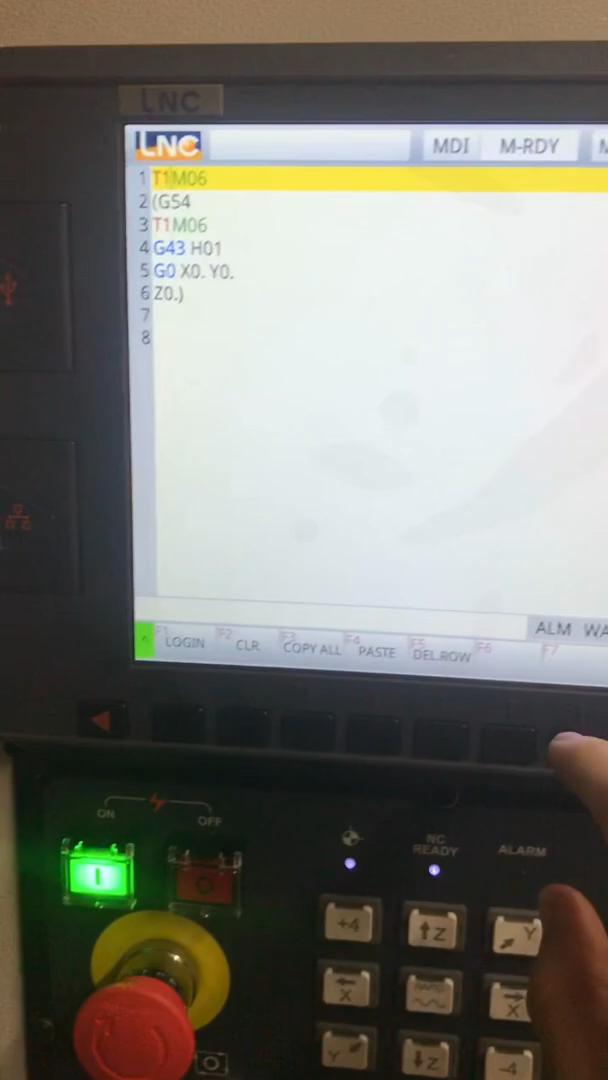 LNC
LNC MDI M-RDY M
1 T1M06
2 (G54
3 T1M06
4 G43 H01
5 G0 X0. Y0.
6 Z0.)
7
8
ALM WA
F1 LOGIN F2 CLR F3 COPY ALL F4 PASTE F5 DEL.ROW F6 F7
ON OFF
NC READY ALARM
I O
+4 Z Y
X RAPID X
Y Z -4